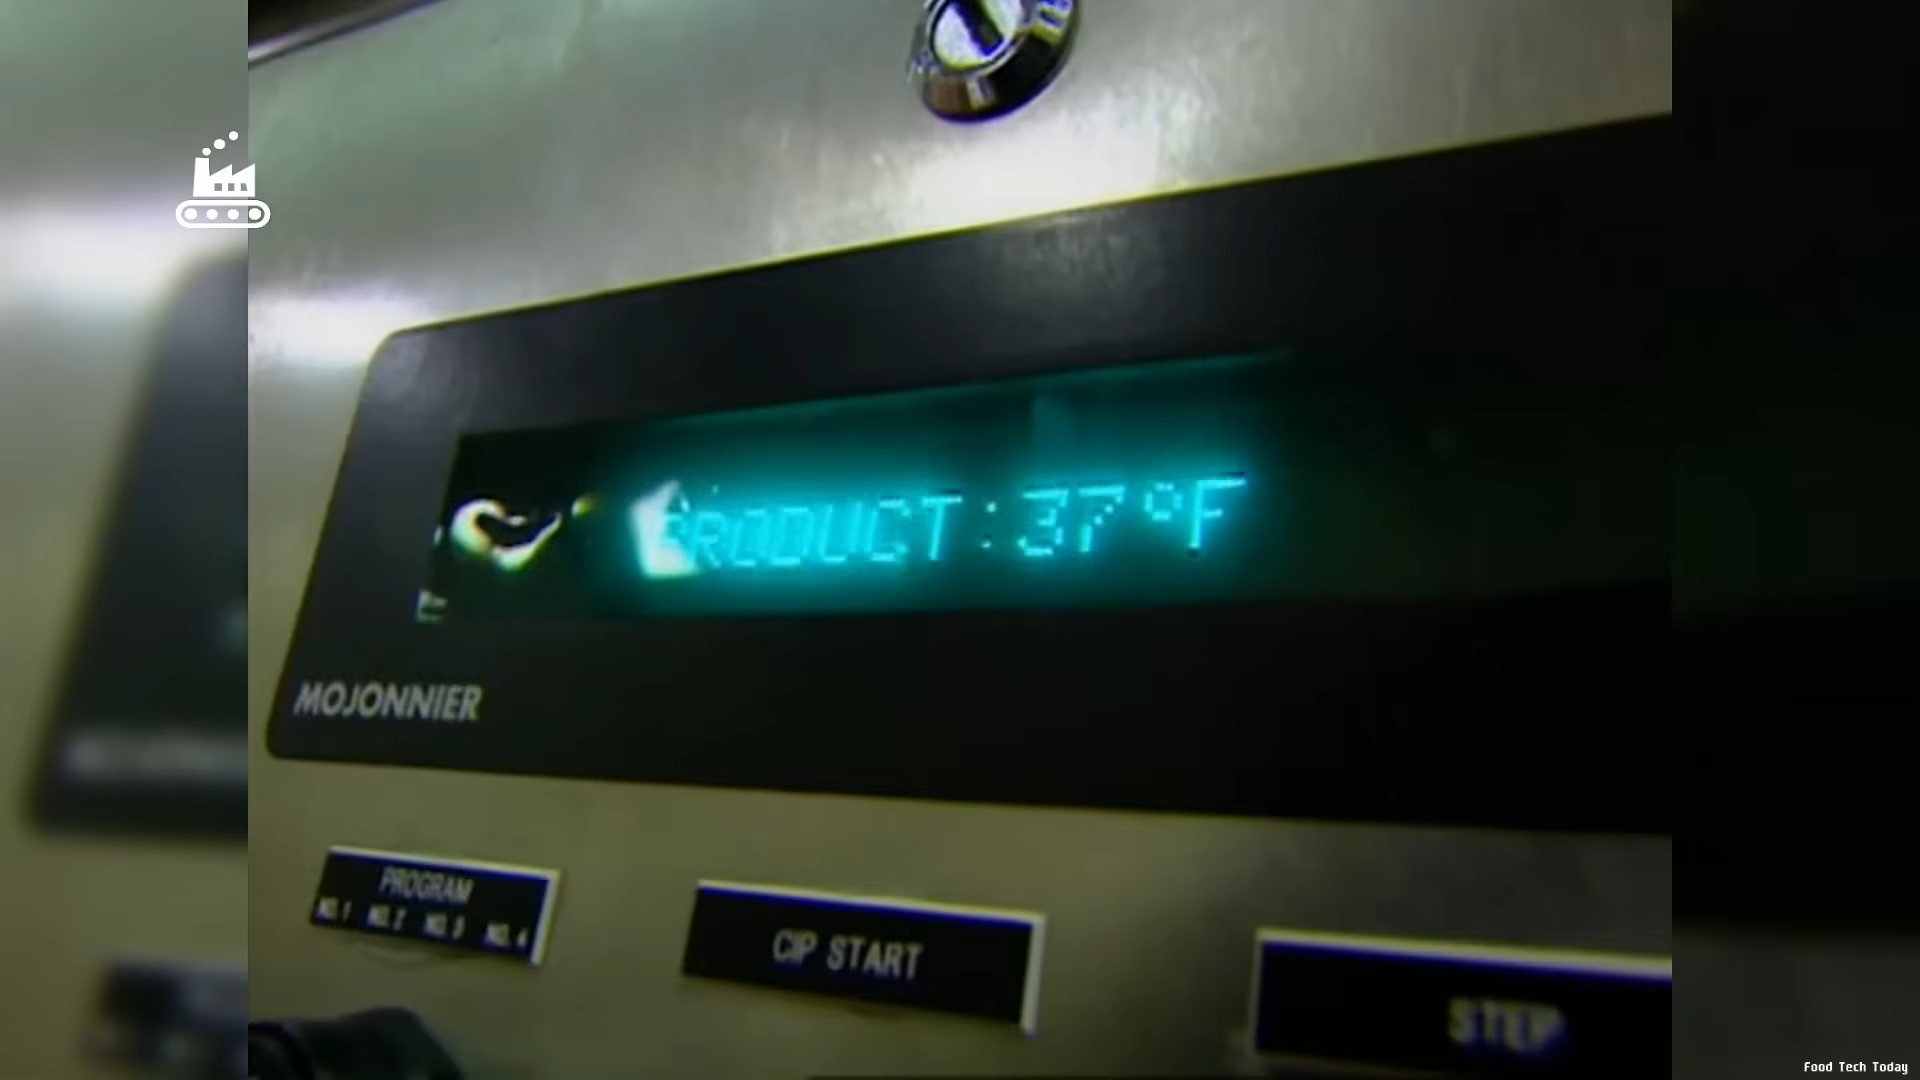 PRODUCT:37°F
MOJONNIER
PROGRAM
NO.1 NO.2 NO.3 NO.4
CIP START
STEP
Food Tech Today